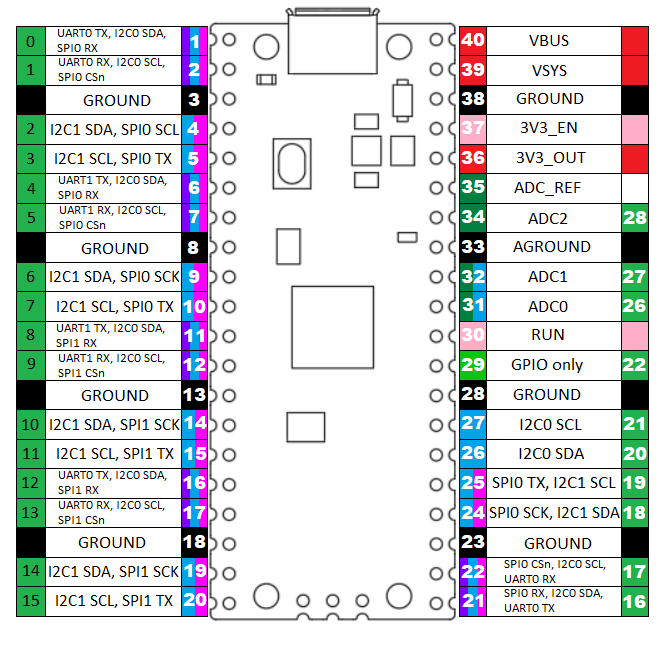 0 UART0 TX, I2C0 SDA, 1 40 VBUS
SPI0 RX
1 UART0 RX, I2C0 SCL, 2 39 VSYS
SPI0 CSn
GROUND 3 38 GROUND
2 I2C1 SDA, SPI0 SCL 4 37 3V3_EN
3 I2C1 SCL, SPI0 TX 5 36 3V3_OUT
4 UART1 TX, I2C0 SDA, 6 35 ADC_REF
SPI0 RX
5 UART1 RX, I2C0 SCL, 7 34 ADC2 28
SPI0 CSn
GROUND 8 33 AGROUND
6 I2C1 SDA, SPI0 SCK 9 32 ADC1 27
7 I2C1 SCL, SPI0 TX 10 31 ADC0 26
8 UART1 TX, I2C0 SDA, 11 30 RUN
SPI1 RX
9 UART1 RX, I2C0 SCL, 12 29 GPIO only 22
SPI1 CSn
GROUND 13 28 GROUND
10 I2C1 SDA, SPI1 SCK 14 27 I2C0 SCL 21
11 I2C1 SCL, SPI1 TX 15 26 I2C0 SDA 20
12 UART0 TX, I2C0 SDA, 16 25 SPI0 TX, I2C1 SCL 19
SPI1 RX
13 UART0 RX, I2C0 SCL, 17 24 SPI0 SCK, I2C1 SDA 18
SPI1 CSn
GROUND 18 23 GROUND
14 I2C1 SDA, SPI1 SCK 19 22 SPI0 CSn, I2C0 SCL, 17
UART0 RX
15 I2C1 SCL, SPI1 TX 20 21 SPI0 RX, I2C0 SDA, 16
UART0 TX